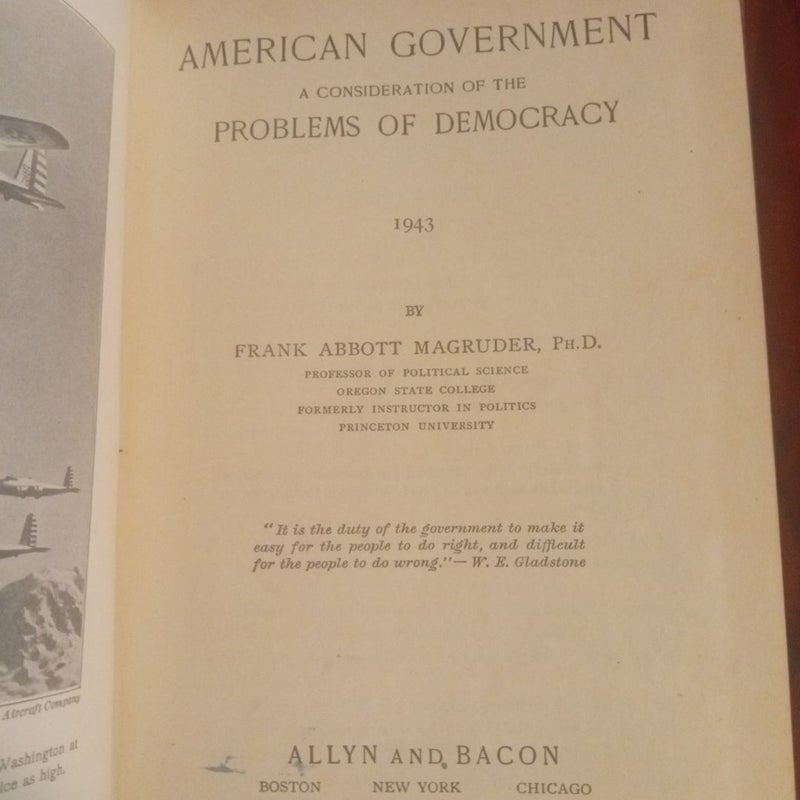 Aircraft Company
Washington at
ice as high.
AMERICAN GOVERNMENT
A CONSIDERATION OF THE
PROBLEMS OF DEMOCRACY
1943
BY
FRANK ABBOTT MAGRUDER, PH.D.
PROFESSOR OF POLITICAL SCIENCE
OREGON STATE COLLEGE
FORMERLY INSTRUCTOR IN POLITICS
PRINCETON UNIVERSITY
"It is the duty of the government to make it
easy for the people to do right, and difficult
for the people to do wrong."— W. E. Gladstone
ALLYN AND BACON
BOSTON NEW YORK CHICAGO